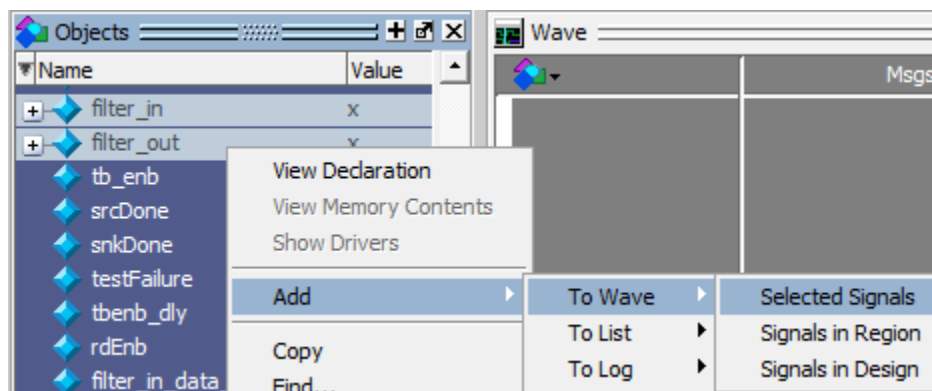 Objects
Wave
Name Value
Msgs
filter_in x
filter_out x
tb_enb
srcDone
snkDone
testFailure
tbenb_dly
rdEnb
filter_in_data
View Declaration
View Memory Contents
Show Drivers
Add
Copy
Find...
To Wave
To List
To Log
Selected Signals
Signals in Region
Signals in Design